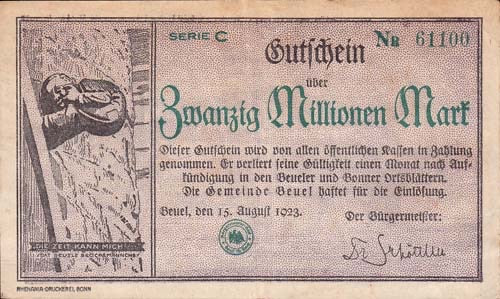 SERIE C
Gutschein
NR 61100
über
Zwanzig Millionen Mark
Dieser Gutschein wird von allen öffentlichen Kassen in Zahlung
genommen. Er verliert seine Gültigkeit einen Monat nach Auf-
kündigung in den Beueler und Bonner Ortsblättern.
Die Gemeinde Beuel haftet für die Einlösung.
Beuel, den 15. August 1923.
Der Bürgermeister:
DIE ZEIT KANN MICH
RHENANIA-DRUCKEREI, BONN